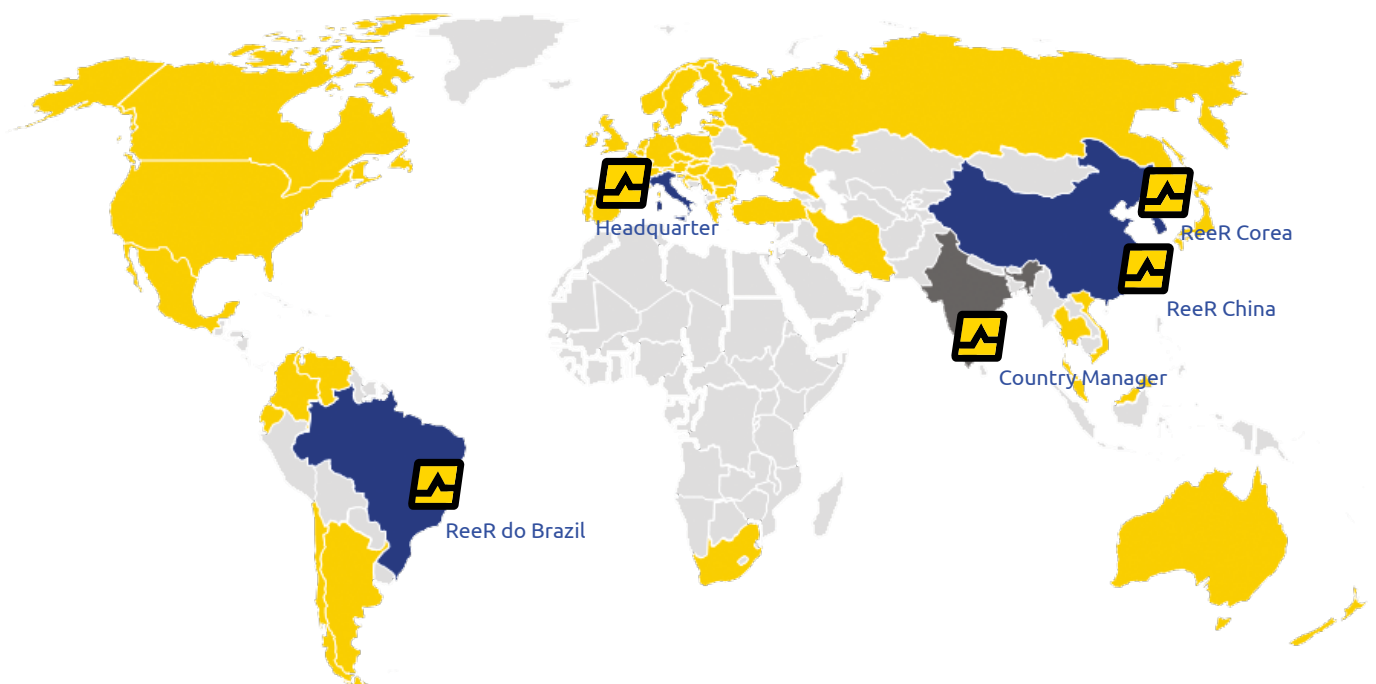 Headquarter
ReeR Corea
ReeR China
Country Manager
ReeR do Brazil